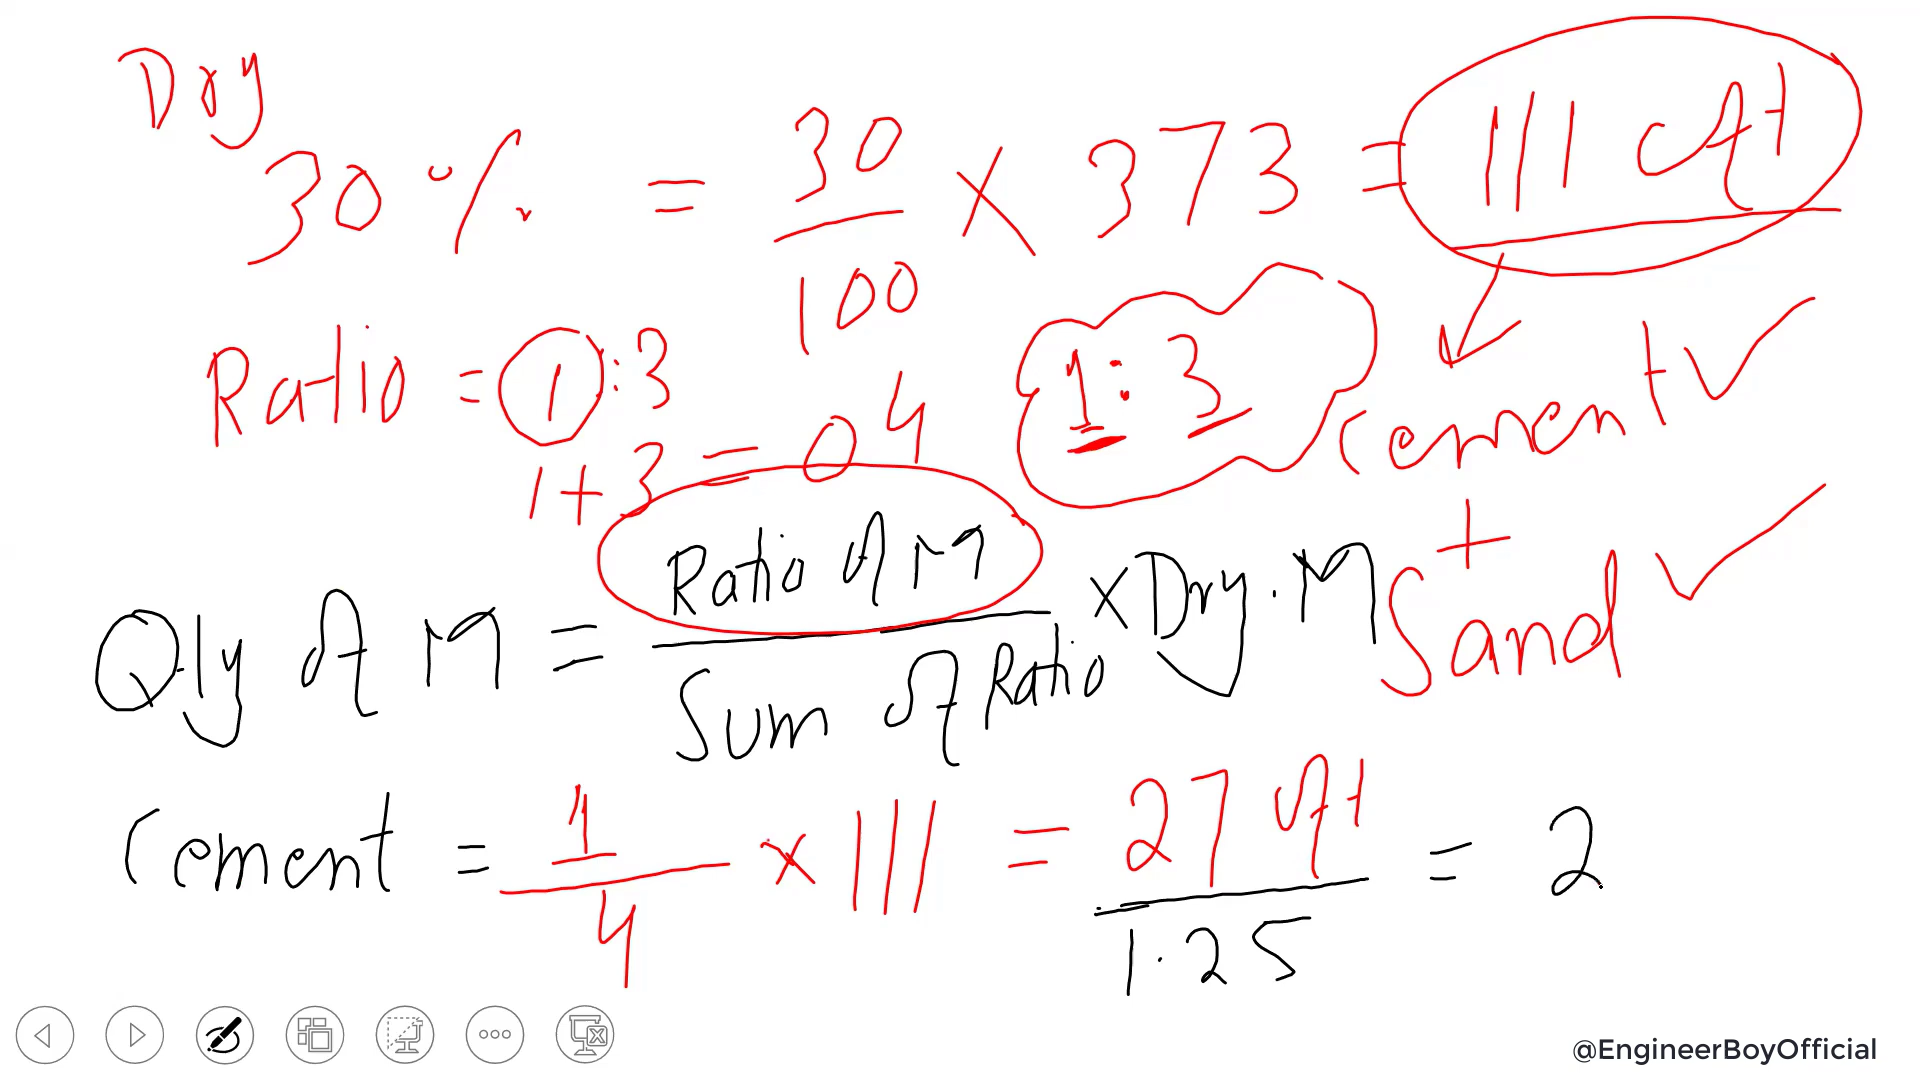 Dry
30% = 30/100 x 373 = 111 cft
Ratio = 1:3
1+3 = 04
1:3
cement
+
Sand
Qty of M = Ratio of M / Sum of Ratio x Dry.M
Cement = 1/4 x 111 = 27 cft / 1.25 = 2
@EngineerBoyOfficial